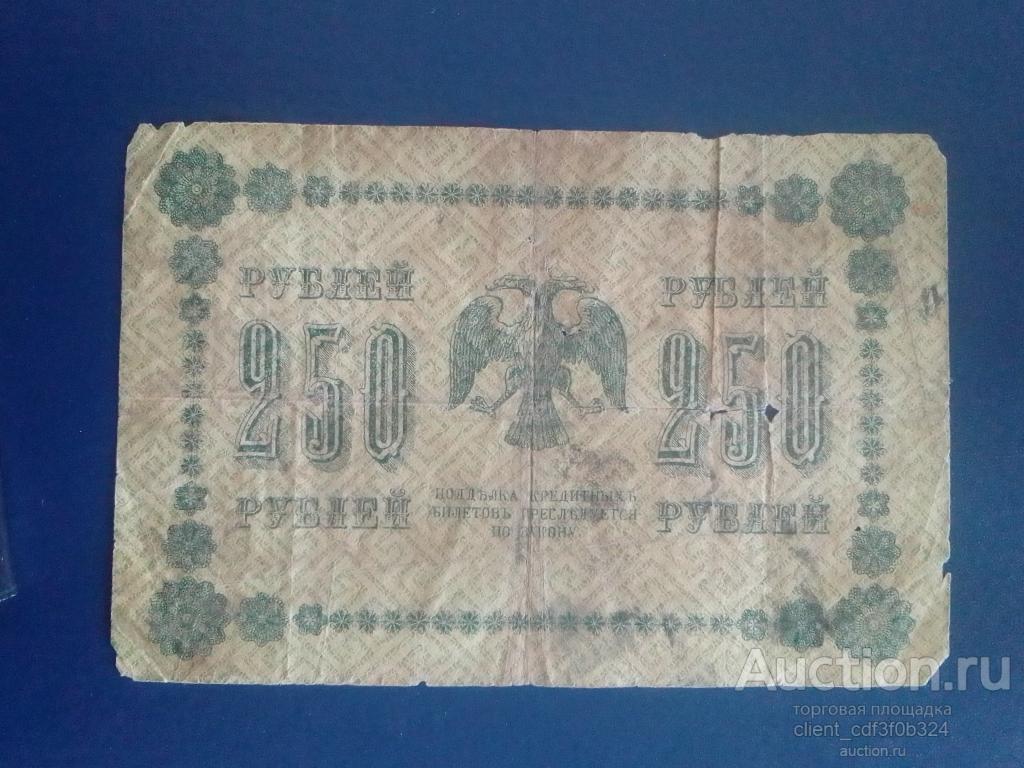 РУБЛЕЙ РУБЛЕЙ
250 250
РУБЛЕЙ РУБЛЕЙ
ПОДДѢЛКА КРЕДИТНЫХЪ
БИЛЕТОВЪ ПРЕСЛѢДУЕТСЯ
ПО ЗАКОНУ.
Auction.ru
торговая площадка
client_cdf3f0b324
auction.ru